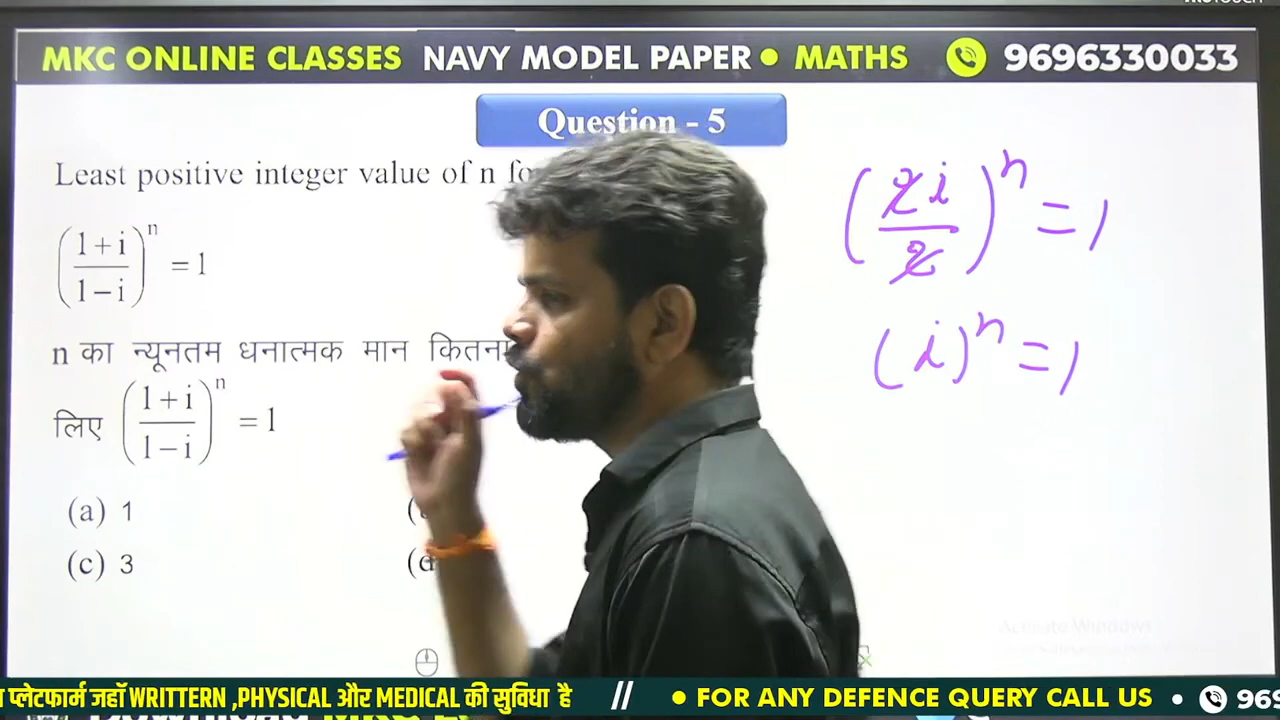 MKC ONLINE CLASSES NAVY MODEL PAPER • MATHS 9696330033
Question - 5
Least positive integer value of n
(1+i/1−i)^n = 1
n का न्यूनतम धनात्मक मान
लिए (1+i/1−i)^n = 1
(a) 1
(c) 3
(2i/2)^n = 1
(i)^n = 1
Activate Windows
प्लेटफार्म जहाँ WRITTERN ,PHYSICAL और MEDICAL की सुविधा है // • FOR ANY DEFENCE QUERY CALL US •